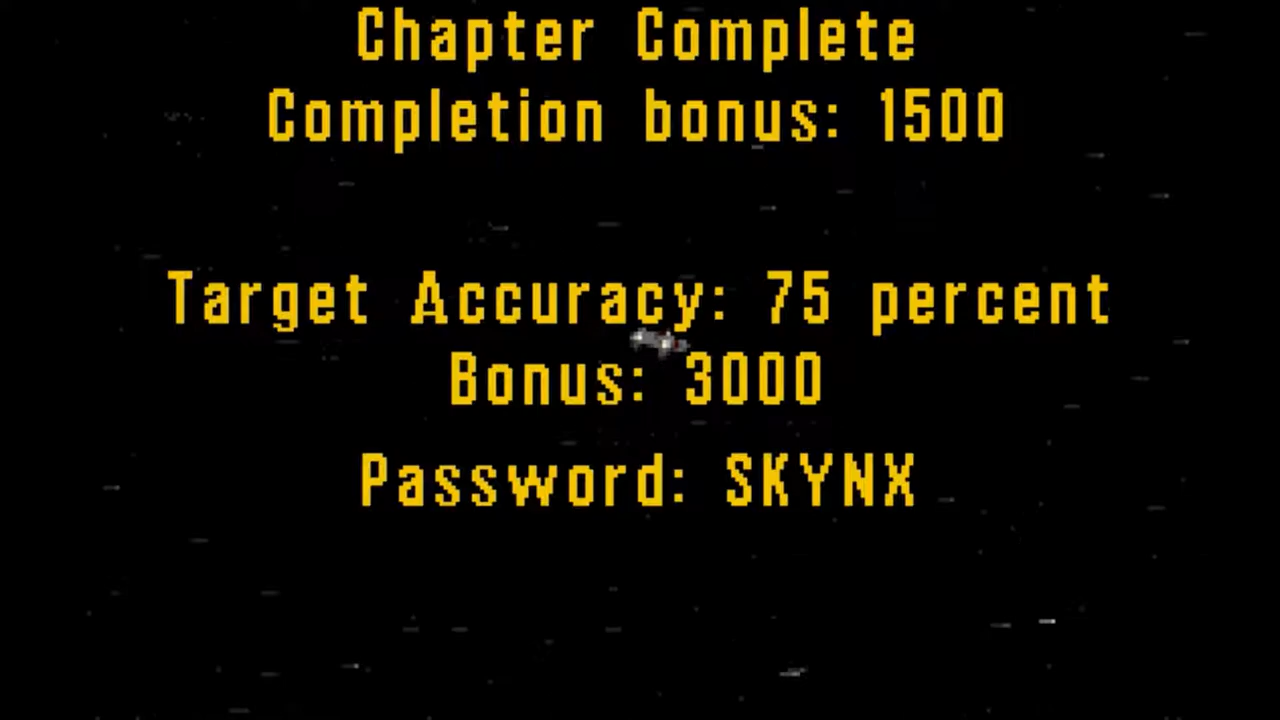 Chapter Complete
Completion bonus: 1500
Target Accuracy: 75 percent
Bonus: 3000
Password: SKYNX